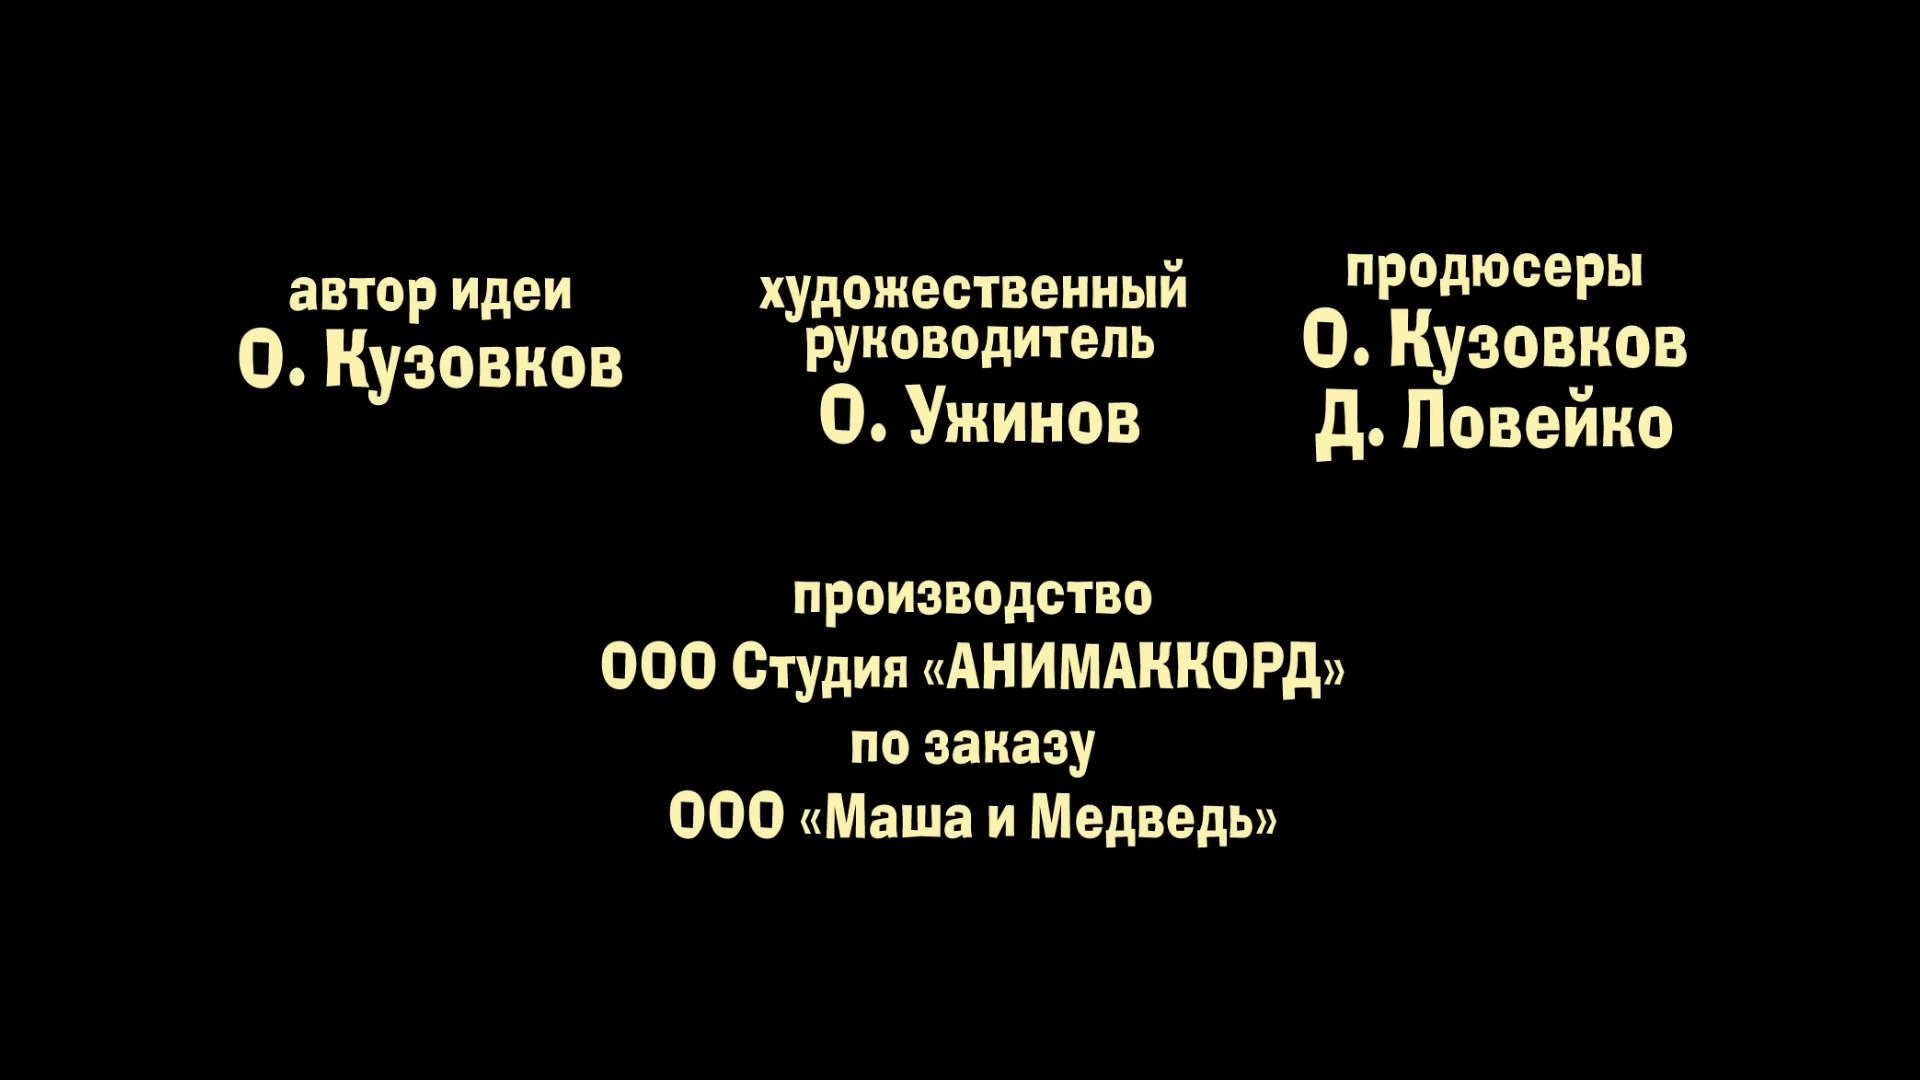 автор идеи
О. Кузовков
художественный
руководитель
О. Ужинов
продюсеры
О. Кузовков
Д. Ловейко
производство
ООО Студия «АНИМАККОРД»
по заказу
ООО «Маша и Медведь»